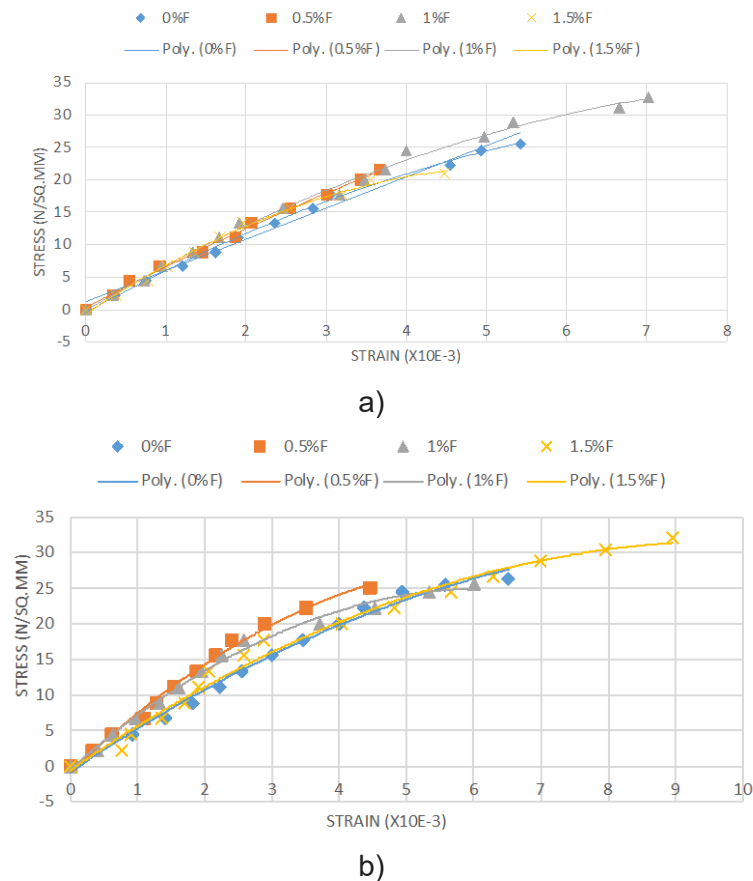 0%F 0.5%F 1%F 1.5%F
Poly. (0%F) Poly. (0.5%F) Poly. (1%F) Poly. (1.5%F)
35
30
25
20
15
10
5
0
-5
STRESS (N/SQ.MM)
0 1 2 3 4 5 6 7 8
STRAIN (X10E-3)
a)
0%F 0.5%F 1%F 1.5%F
Poly. (0%F) Poly. (0.5%F) Poly. (1%F) Poly. (1.5%F)
35
30
25
20
15
10
5
0
-5
STRESS (N/SQ.MM)
0 1 2 3 4 5 6 7 8 9 10
STRAIN (X10E-3)
b)